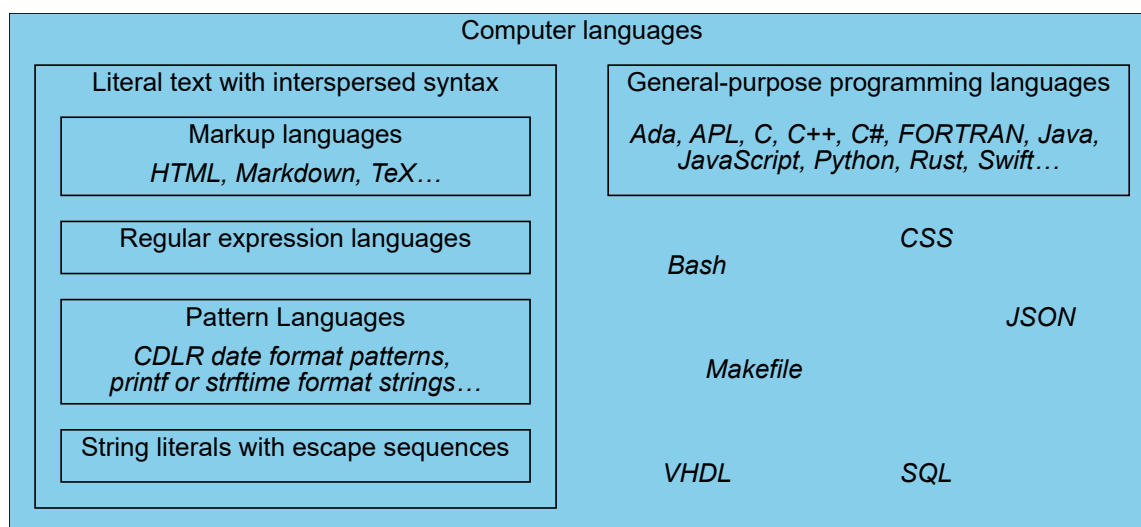 Computer languages
Literal text with interspersed syntax
Markup languages
HTML, Markdown, TeX…
Regular expression languages
Pattern Languages
CDLR date format patterns,
printf or strftime format strings…
String literals with escape sequences
General-purpose programming languages
Ada, APL, C, C++, C#, FORTRAN, Java,
JavaScript, Python, Rust, Swift…
CSS
Bash
JSON
Makefile
VHDL
SQL